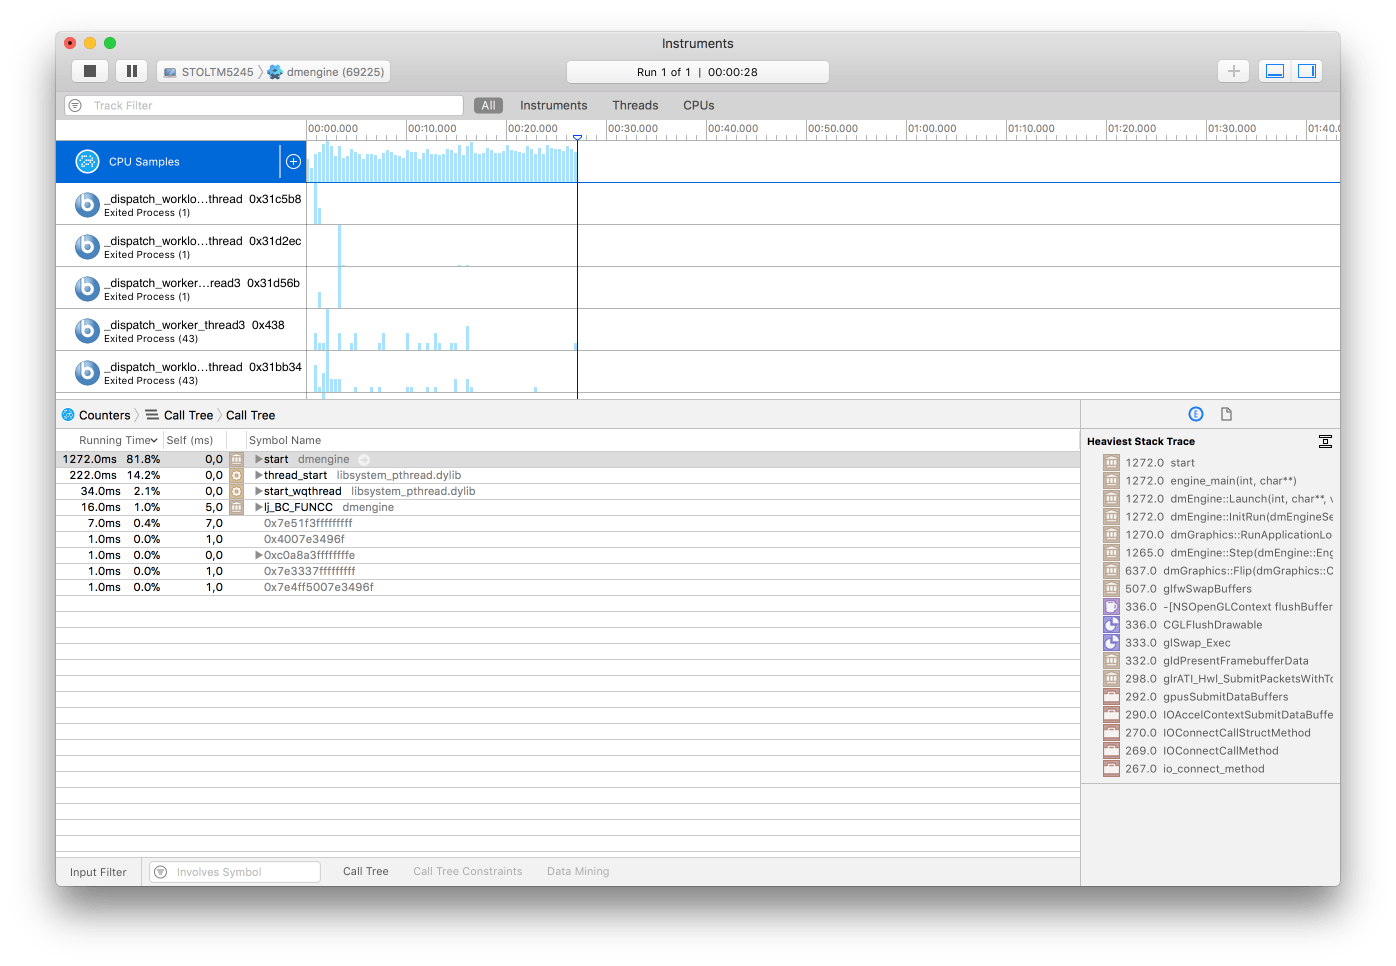 Instruments
STOLTM5245 dmengine (69225)
Run 1 of 1 | 00:00:28
Track Filter
All Instruments Threads CPUs
00:00.000 00:10.000 00:20.000 00:30.000 00:40.000 00:50.000 01:00.000 01:10.000 01:20.000 01:30.000 01:40.0
CPU Samples
_dispatch_worklo…thread 0x31c5b8
Exited Process (1)
_dispatch_worklo…thread 0x31d2ec
Exited Process (1)
_dispatch_worker…read3 0x31d56b
Exited Process (1)
_dispatch_worker_thread3 0x438
Exited Process (43)
_dispatch_worklo…thread 0x31bb34
Exited Process (43)
Counters Call Tree Call Tree
Running Time Self (ms) Symbol Name
1272.0ms 81.8% 0,0 start dmengine
222.0ms 14.2% 0,0 thread_start libsystem_pthread.dylib
34.0ms 2.1% 0,0 start_wqthread libsystem_pthread.dylib
16.0ms 1.0% 5,0 lj_BC_FUNCC dmengine
7.0ms 0.4% 7,0 0x7e51f3fffffffff
1.0ms 0.0% 1,0 0x4007e3496f
1.0ms 0.0% 0,0 0xc0a8a3ffffffffe
1.0ms 0.0% 1,0 0x7e3337fffffffff
1.0ms 0.0% 1,0 0x7e4ff5007e3496f
Heaviest Stack Trace
1272.0 start
1272.0 engine_main(int, char**)
1272.0 dmEngine::Launch(int, char**, v
1272.0 dmEngine::InitRun(dmEngineSe
1270.0 dmGraphics::RunApplicationLo
1265.0 dmEngine::Step(dmEngine::Eng
637.0 dmGraphics::Flip(dmGraphics::C
507.0 glfwSwapBuffers
336.0 -[NSOpenGLContext flushBuffer
336.0 CGLFlushDrawable
333.0 glSwap_Exec
332.0 gldPresentFramebufferData
298.0 glrATI_Hwl_SubmitPacketsWithTo
292.0 gpusSubmitDataBuffers
290.0 IOAccelContextSubmitDataBuffe
270.0 IOConnectCallStructMethod
269.0 IOConnectCallMethod
267.0 io_connect_method
Input Filter Involves Symbol Call Tree Call Tree Constraints Data Mining